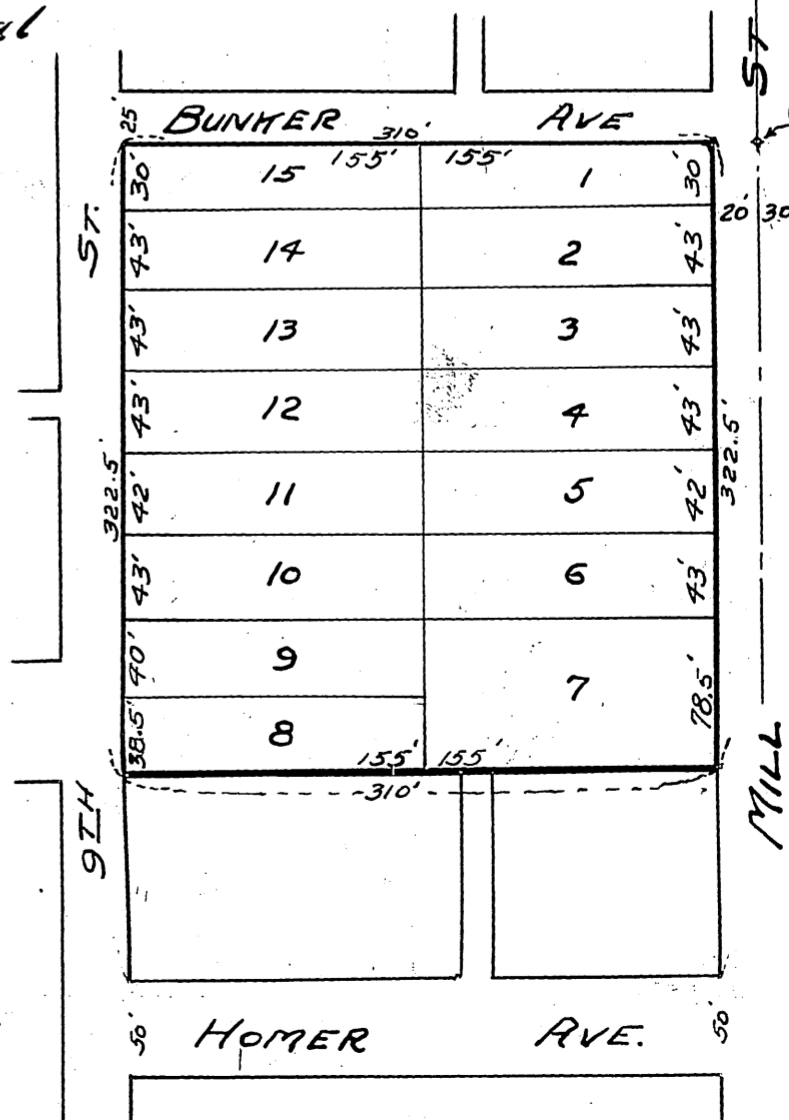 ST
25' BUNKER AVE
310'
30' 15 155' 155' 1 30'
ST.
20' 30
43' 14 2 43'
43' 13 3 43'
43' 12 4 43'
322.5' 322.5'
42' 11 5 42'
43' 10 6 43'
40' 9
7 78.5'
38.5' 8 155' 155'
310'
MILL
9TH
50' HOMER AVE. 50'